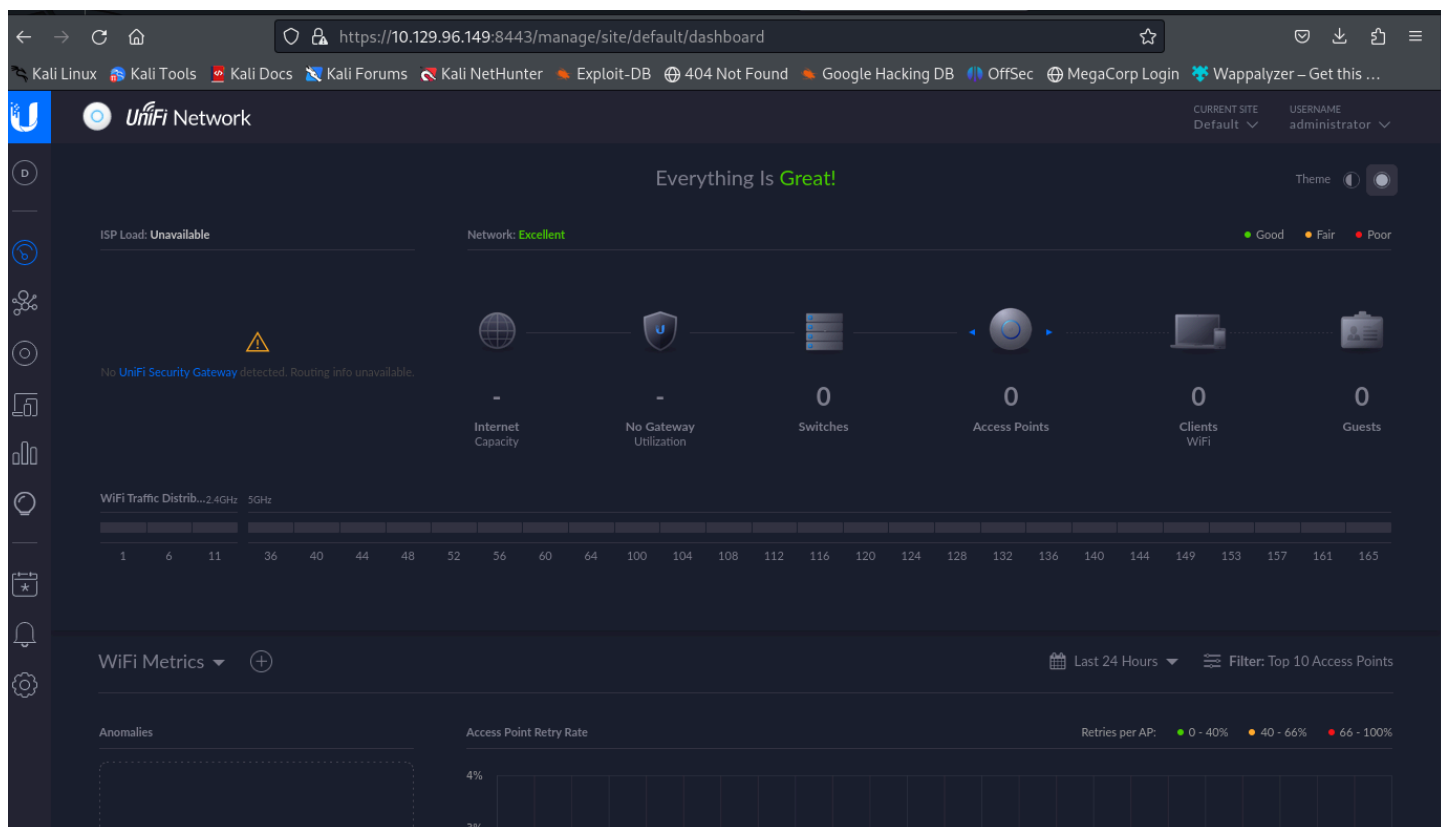 https://10.129.96.149:8443/manage/site/default/dashboard
Kali Linux Kali Tools Kali Docs Kali Forums Kali NetHunter Exploit-DB 404 Not Found Google Hacking DB OffSec MegaCorp Login Wappalyzer – Get this …
UniFi Network
CURRENT SITE USERNAME
Default administrator
D
Everything Is Great!
Theme
ISP Load: Unavailable
Network: Excellent
Good Fair Poor
No UniFi Security Gateway detected. Routing info unavailable.
- - 0 0 0 0
Internet No Gateway Switches Access Points Clients Guests
Capacity Utilization WiFi
WiFi Traffic Distrib... 2.4GHz 5GHz
1 6 11 36 40 44 48 52 56 60 64 100 104 108 112 116 120 124 128 132 136 140 144 149 153 157 161 165
WiFi Metrics
Last 24 Hours Filter: Top 10 Access Points
Anomalies
Access Point Retry Rate
Retries per AP: 0 - 40% 40 - 66% 66 - 100%
4%